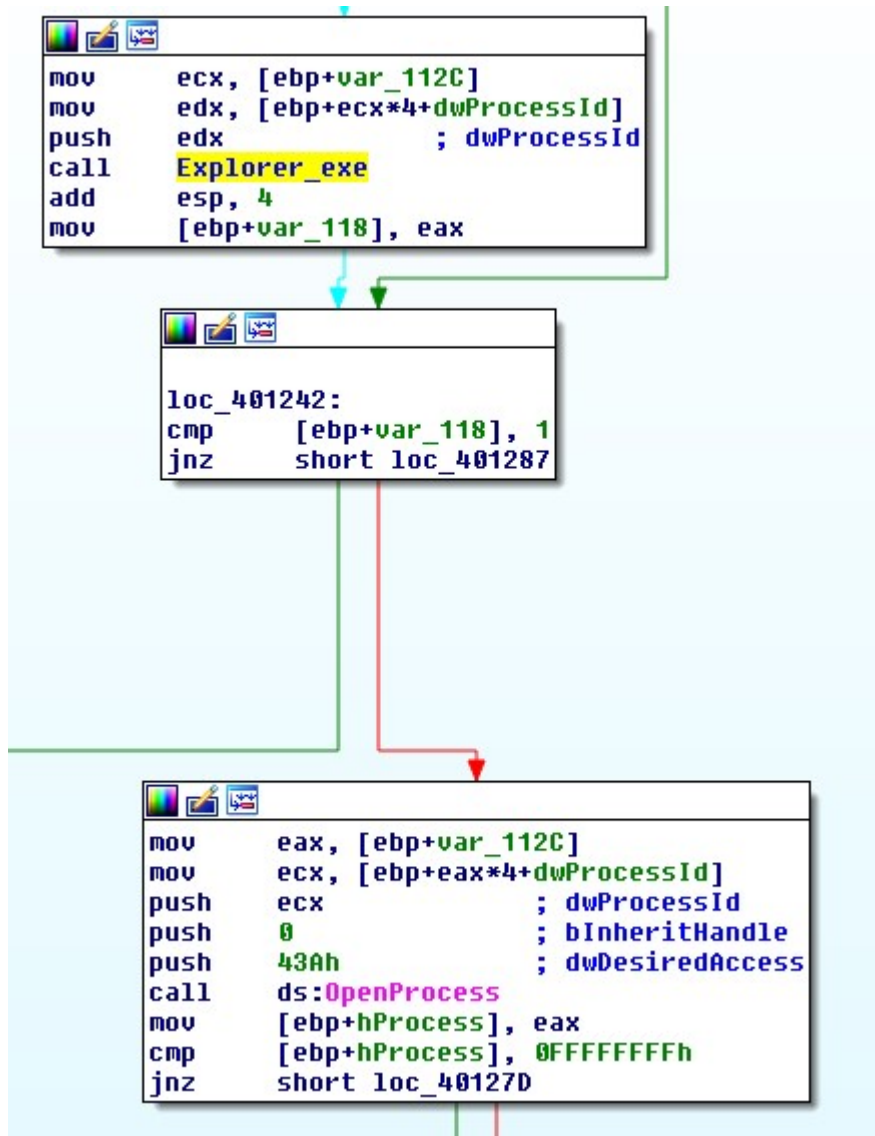 mov ecx, [ebp+var_112C]
mov edx, [ebp+ecx*4+dwProcessId]
push edx ; dwProcessId
call Explorer_exe
add esp, 4
mov [ebp+var_118], eax
loc_401242:
cmp [ebp+var_118], 1
jnz short loc_401287
mov eax, [ebp+var_112C]
mov ecx, [ebp+eax*4+dwProcessId]
push ecx ; dwProcessId
push 0 ; bInheritHandle
push 43Ah ; dwDesiredAccess
call ds:OpenProcess
mov [ebp+hProcess], eax
cmp [ebp+hProcess], 0FFFFFFFFh
jnz short loc_40127D